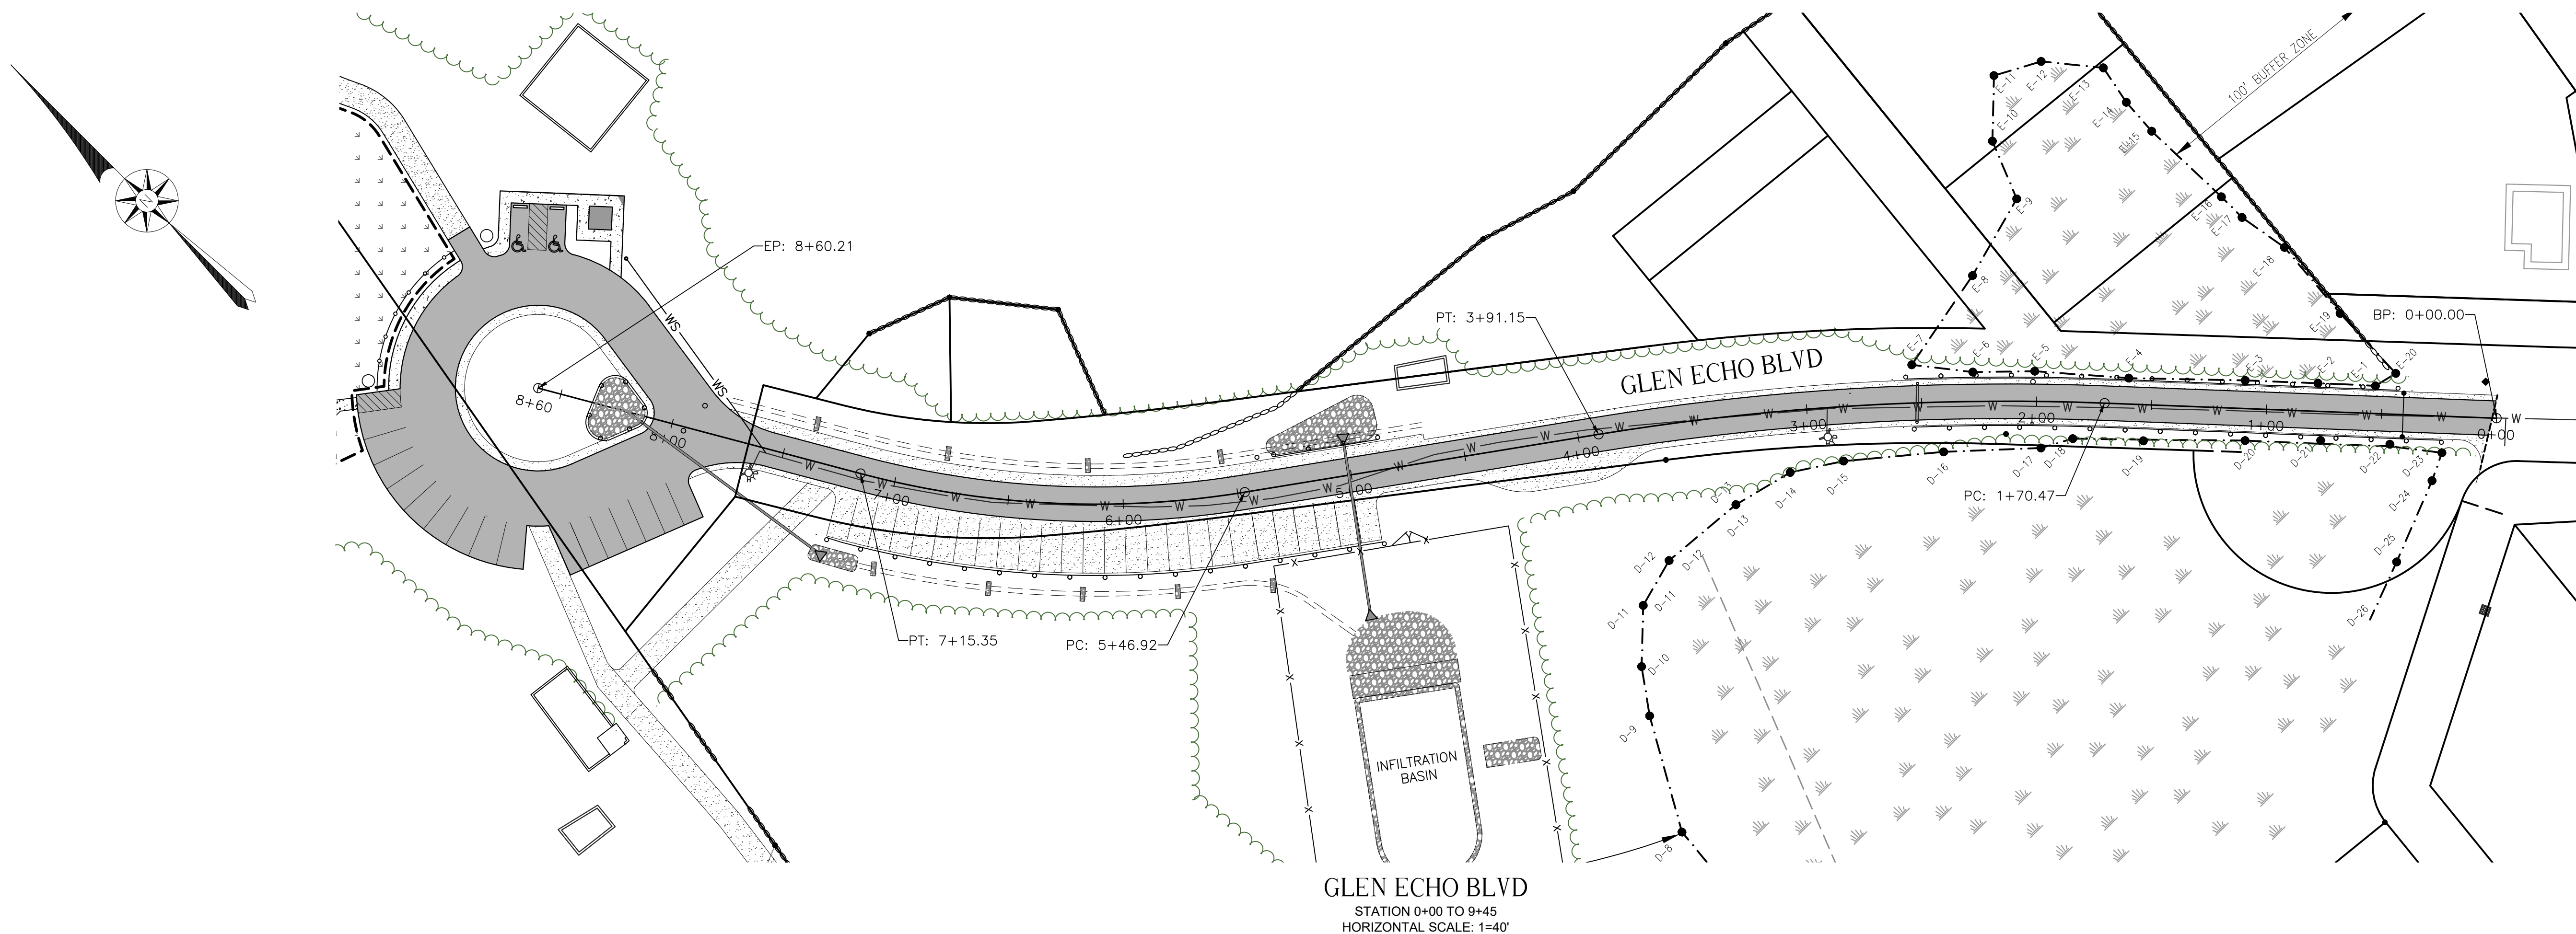 100' BUFFER ZONE
E-11
E-12
E-13
E-14
E-15
E-10
E-9
E-16
E-17
E-8
E-18
E-19
N
EP: 8+60.21
PT: 3+91.15
BP: 0+00.00
WS
WS
GLEN ECHO BLVD
E-7
E-6
E-5
E-4
E-3
E-2
E-1
E-20
8+60
8+00
7+00
6+00
5+00
4+00
3+00
2+00
1+00
0+00
W W W W W W W W W W W W W W W W W W W W W W W W
PC: 1+70.47
D-13
D-13
D-14
D-15
D-16
D-17
D-18
D-19
D-20
D-21
D-22
D-23
D-24
D-25
D-26
D-12
D-12
D-11
D-11
D-10
D-9
D-8
PT: 7+15.35
PC: 5+46.92
X X X X X X X X X X X X
INFILTRATION
BASIN
GLEN ECHO BLVD
STATION 0+00 TO 9+45
HORIZONTAL SCALE: 1=40'